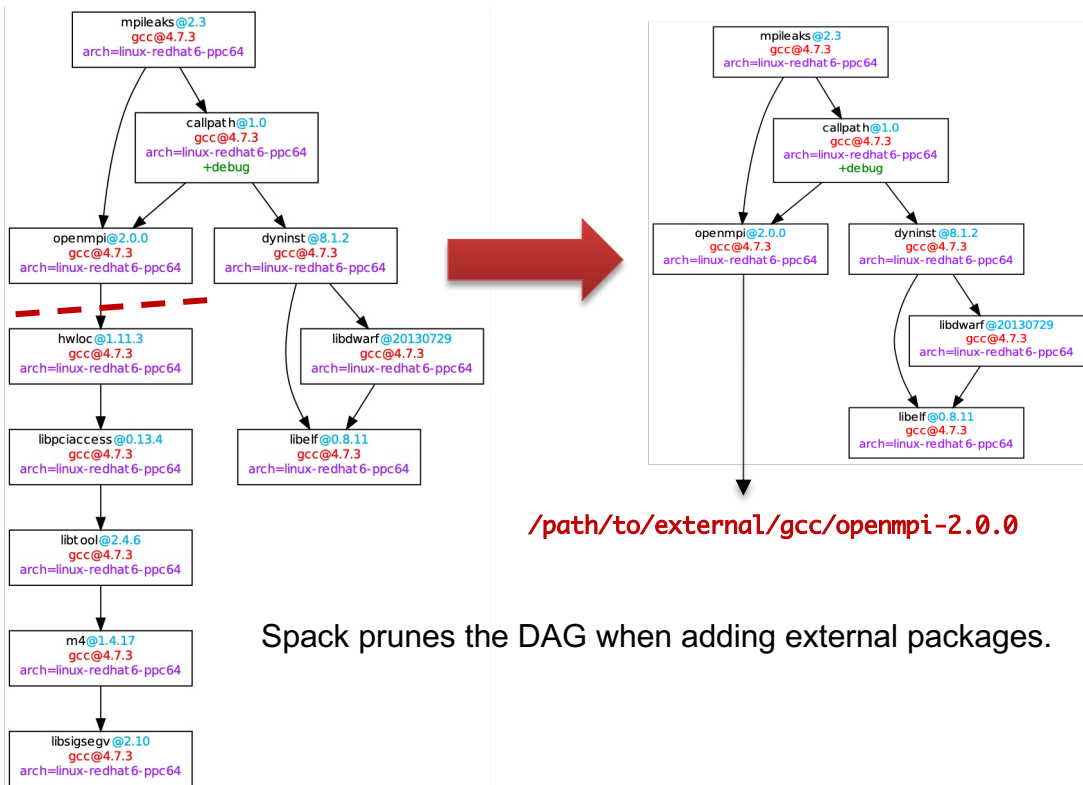 mpileaks@2.3
gcc@4.7.3
arch=linux-redhat6-ppc64
callpath@1.0
gcc@4.7.3
arch=linux-redhat6-ppc64
+debug
openmpi@2.0.0
gcc@4.7.3
arch=linux-redhat6-ppc64
dyninst@8.1.2
gcc@4.7.3
arch=linux-redhat6-ppc64
hwloc@1.11.3
gcc@4.7.3
arch=linux-redhat6-ppc64
libdwarf@20130729
gcc@4.7.3
arch=linux-redhat6-ppc64
libpciaccess@0.13.4
gcc@4.7.3
arch=linux-redhat6-ppc64
libelf@0.8.11
gcc@4.7.3
arch=linux-redhat6-ppc64
libtool@2.4.6
gcc@4.7.3
arch=linux-redhat6-ppc64
m4@1.4.17
gcc@4.7.3
arch=linux-redhat6-ppc64
libsigsegv@2.10
gcc@4.7.3
arch=linux-redhat6-ppc64
mpileaks@2.3
gcc@4.7.3
arch=linux-redhat6-ppc64
callpath@1.0
gcc@4.7.3
arch=linux-redhat6-ppc64
+debug
openmpi@2.0.0
gcc@4.7.3
arch=linux-redhat6-ppc64
dyninst@8.1.2
gcc@4.7.3
arch=linux-redhat6-ppc64
libdwarf@20130729
gcc@4.7.3
arch=linux-redhat6-ppc64
libelf@0.8.11
gcc@4.7.3
arch=linux-redhat6-ppc64
/path/to/external/gcc/openmpi-2.0.0
Spack prunes the DAG when adding external packages.